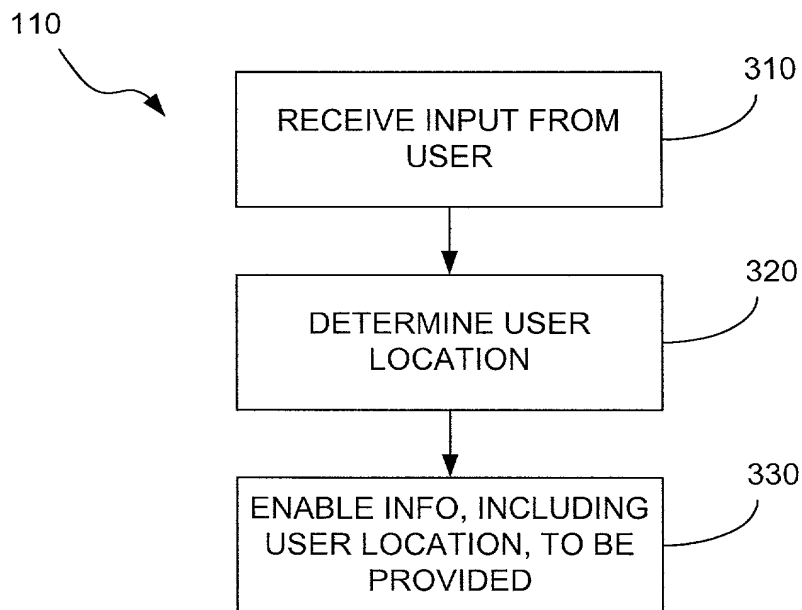 110
310
RECEIVE INPUT FROM
USER
320
DETERMINE USER
LOCATION
330
ENABLE INFO, INCLUDING
USER LOCATION, TO BE
PROVIDED